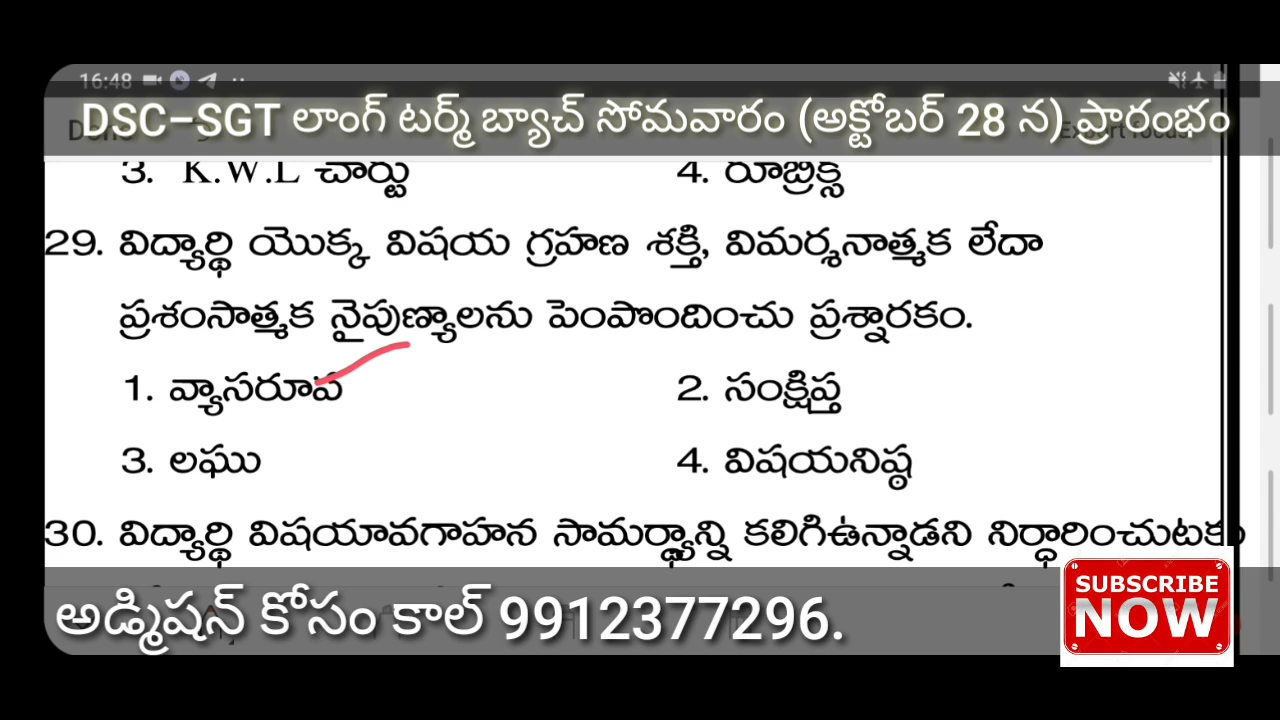 16:48
DSC-SGT లాంగ్ టర్మ్ బ్యాచ్ సోమవారం (అక్టోబర్ 28 న) ప్రారంభం
3. K.W.L చార్టు 4. రూబ్రిక్స్
29. విద్యార్థి యొక్క విషయ గ్రహణ శక్తి, విమర్శనాత్మక లేదా
ప్రశంసాత్మక నైపుణ్యాలను పెంపొందించు ప్రశ్నారకం.
1. వ్యాసరూప 2. సంక్షిప్త
3. లఘు 4. విషయనిష్ఠ
30. విద్యార్థి విషయావగాహన సామర్థ్యాన్ని కలిగిఉన్నాడని నిర్ధారించుటకు
అడ్మిషన్ కోసం కాల్ 9912377296.
SUBSCRIBE
NOW